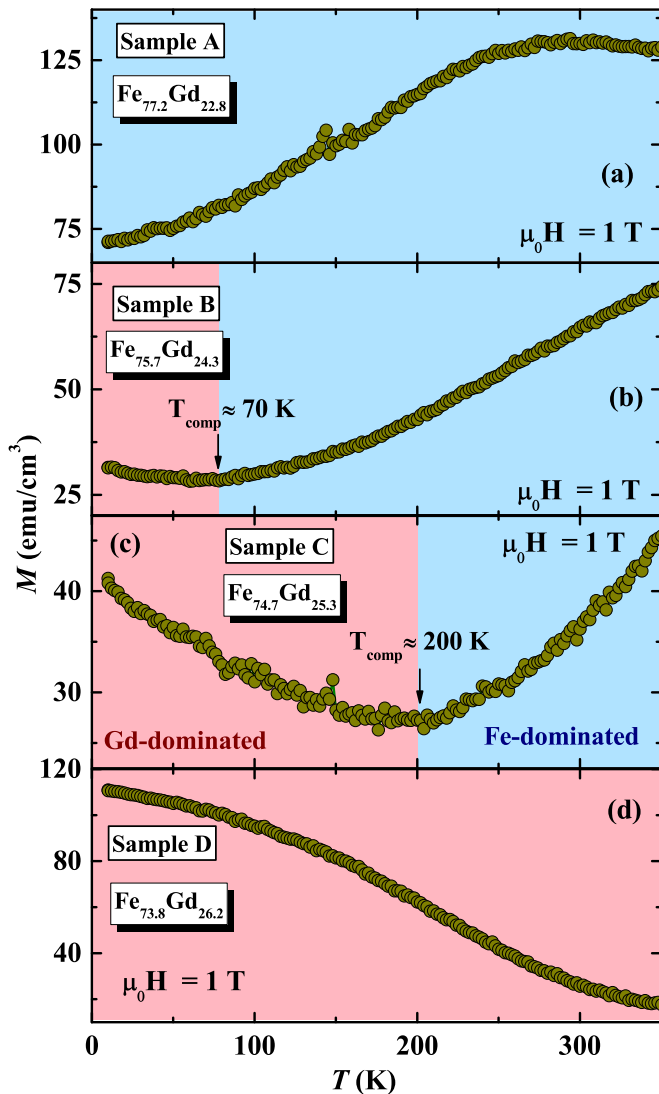 Sample A
Fe77.2Gd22.8
(a)
μ0H = 1 T
125
100
75
Sample B
Fe75.7Gd24.3
Tcomp ≈ 70 K
(b)
μ0H = 1 T
75
50
25
M (emu/cm³)
(c)
Sample C
μ0H = 1 T
Fe74.7Gd25.3
Tcomp ≈ 200 K
Gd-dominated
Fe-dominated
40
30
120
(d)
Sample D
Fe73.8Gd26.2
μ0H = 1 T
80
40
0 100 200 300
T (K)